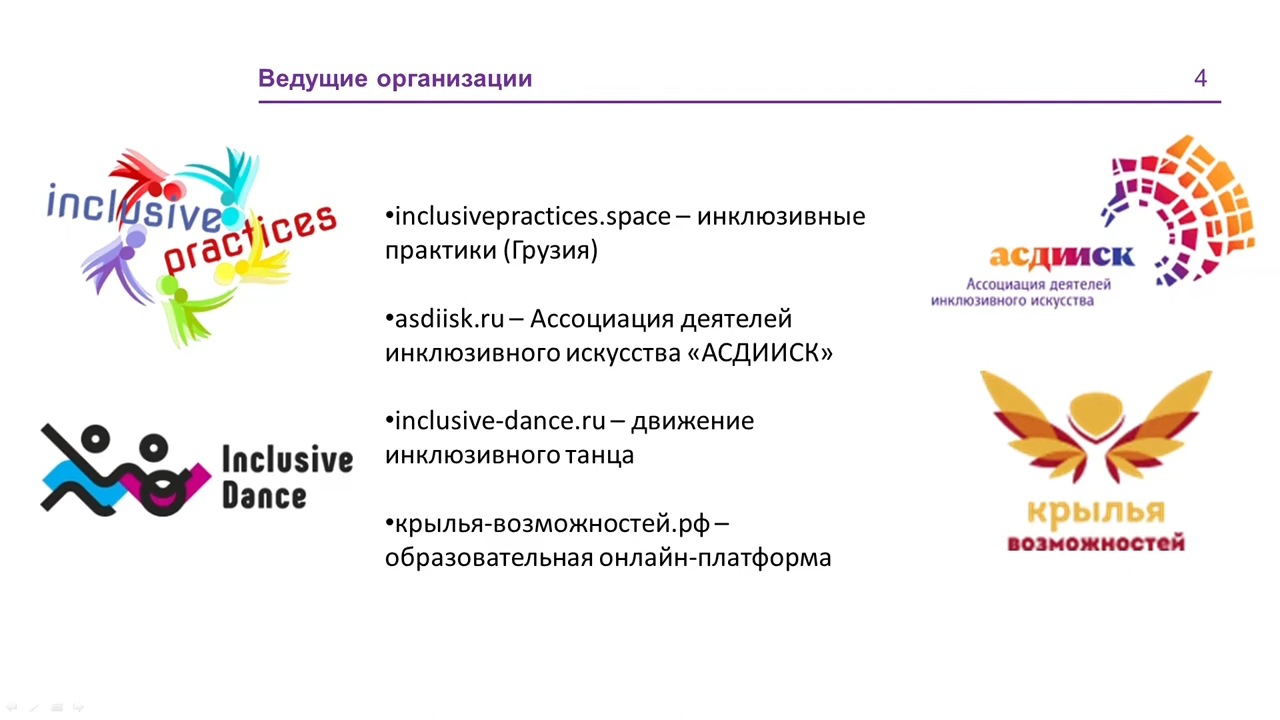 Ведущие организации
4
inclusive
practices
•inclusivepractices.space – инклюзивные
практики (Грузия)
•asdiisk.ru – Ассоциация деятелей
инклюзивного искусства «АСДИИСК»
•inclusive-dance.ru – движение
инклюзивного танца
•крылья-возможностей.рф –
образовательная онлайн-платформа
асдииск
Ассоциация деятелей
инклюзивного искусства
Inclusive
Dance
крылья
возможностей